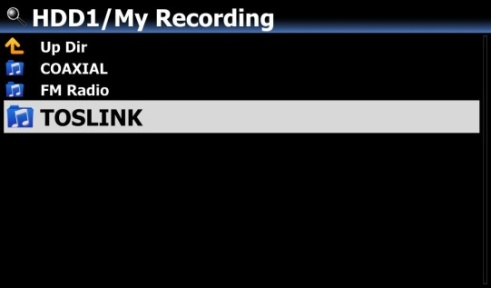 HDD1/My Recording
Up Dir
COAXIAL
FM Radio
TOSLINK